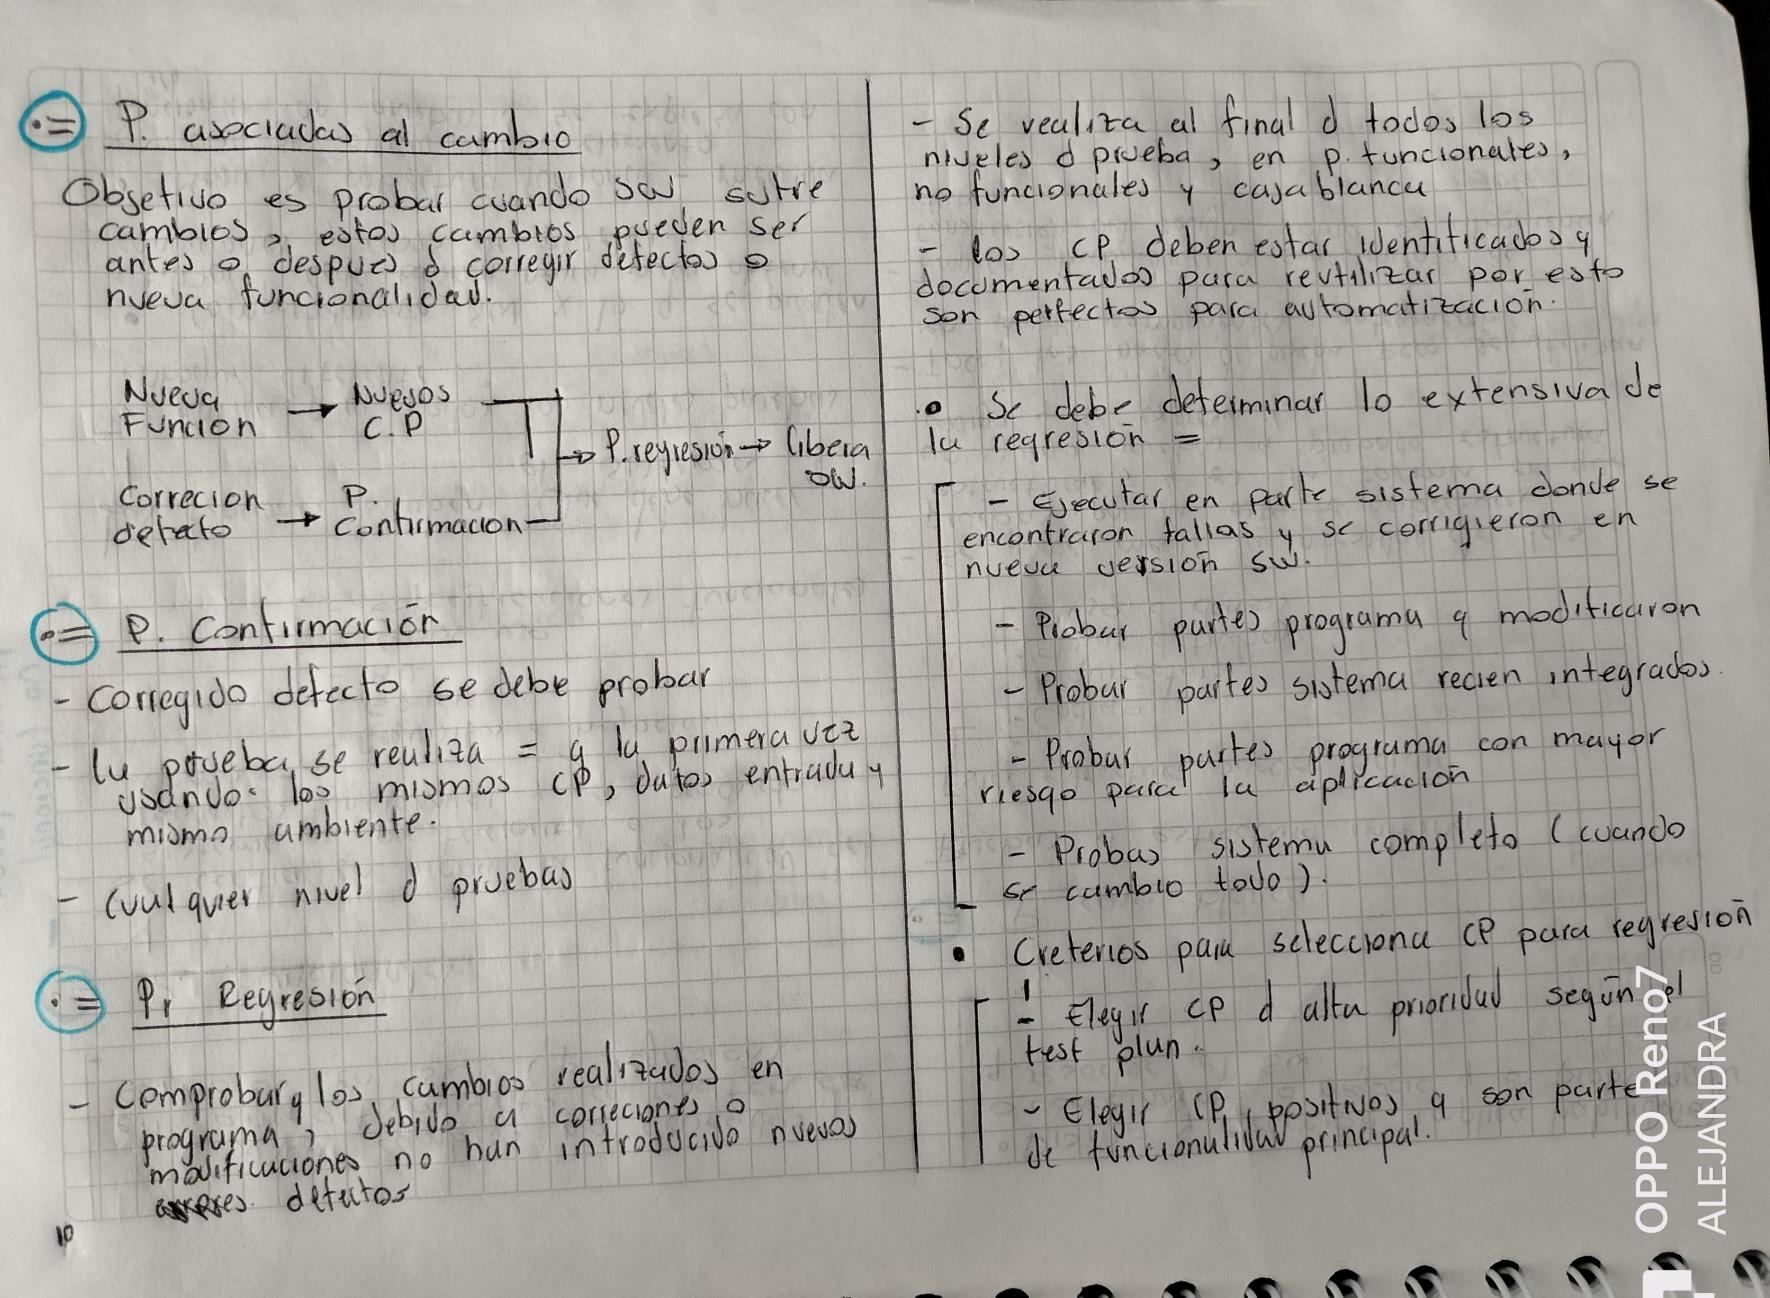 P. asociadas al cambio
Objetivo es probar cuando SW sufre
cambios, estos cambios pueden ser
antes o despues d corregir defectos o
nueva funcionalidad.
Nueva
Funcion → Nuevos
C.P → P. regresión → libera
SW.
Correcion
defecto → P.
Confirmacion
P. Confirmación
- Corregido defecto se debe probar
- la prueba se realiza = q la primera vez
usando los mismos CP, datos entrada y
mismo ambiente.
- Cualquier nivel d pruebas
P. Regresión
- Comprobar q los cambios realizados en
programa, debido a correciones o
modificaciones no han introducido nuevos
defectos
10
- Se realiza al final d todos los
niveles d prueba, en p. funcionales,
no funcionales y caja blanca
- los CP deben estar identificados y
documentados para reutilizar por esto
son perfectos para automatización.
• Se debe determinar lo extensiva de
la regresión =
- Ejecutar en parte sistema donde se
encontraron fallas y se corrigieron en
nueva versión SW.
- Probar partes programa q modificaron
- Probar partes sistema recien integrados.
- Probar partes programa con mayor
riesgo para la aplicación
- Probas sistema completo (cuando
se cambio todo).
• Creterios para selecciona CP para regresión
- Elegir CP d alta prioridad según el
test plan.
- Elegir CP positivos q son parte
de funcionalidad principal.
OPPO Reno7
ALEJANDRA